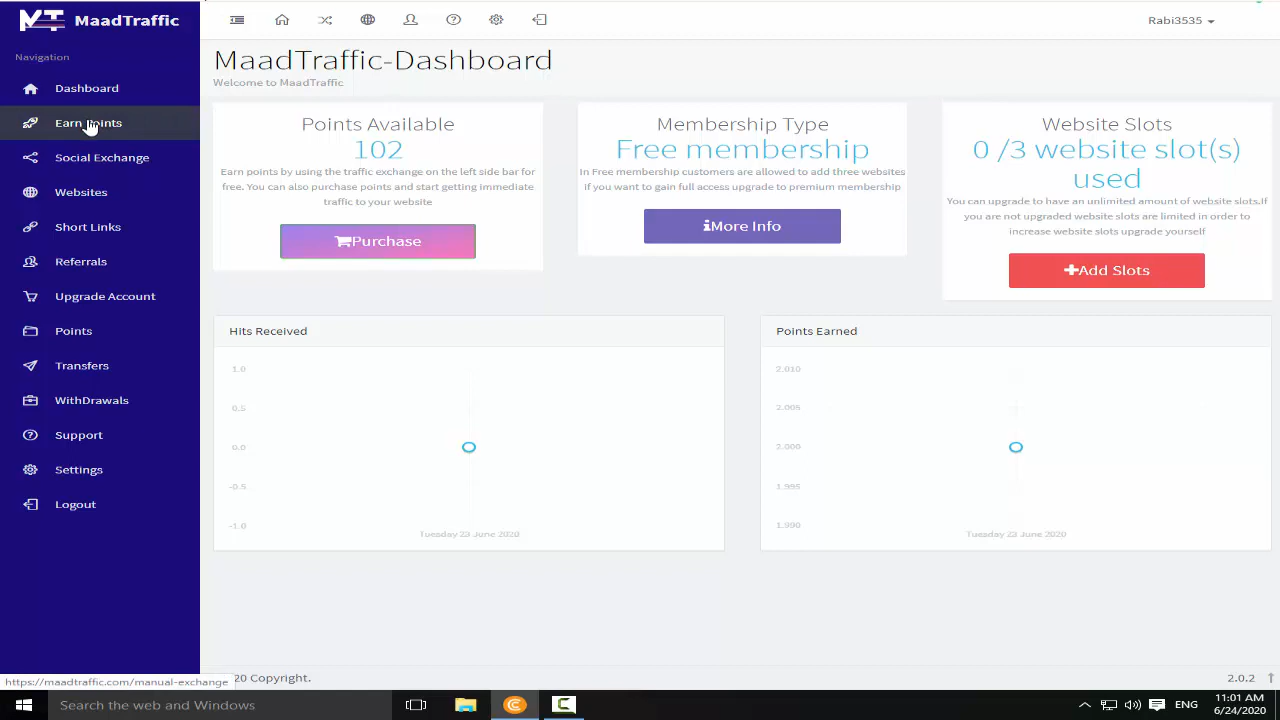 MT MaadTraffic
Rabi3535
Navigation
Dashboard
Earn Points
Social Exchange
Websites
Short Links
Referrals
Upgrade Account
Points
Transfers
WithDrawals
Support
Settings
Logout
https://maadtraffic.com/manual-exchange
MaadTraffic-Dashboard
Welcome to MaadTraffic
Points Available
102
Earn points by using the traffic exchange on the left side bar for
free. You can also purchase points and start getting immediate
traffic to your website
Purchase
Membership Type
Free membership
In Free membership customers are allowed to add three websites
if you want to gain full access upgrade to premium membership
More Info
Website Slots
0 /3 website slot(s)
used
You can upgrade to have an unlimited amount of website slots.If
you are not upgraded website slots are limited in order to
increase website slots upgrade yourself
Add Slots
Hits Received
1.0
0.5
0.0
-0.5
-1.0
Tuesday 23 June 2020
Points Earned
2.010
2.005
2.000
1.995
1.990
Tuesday 23 June 2020
20 Copyright.
2.0.2
Search the web and Windows
ENG
11:01 AM
6/24/2020